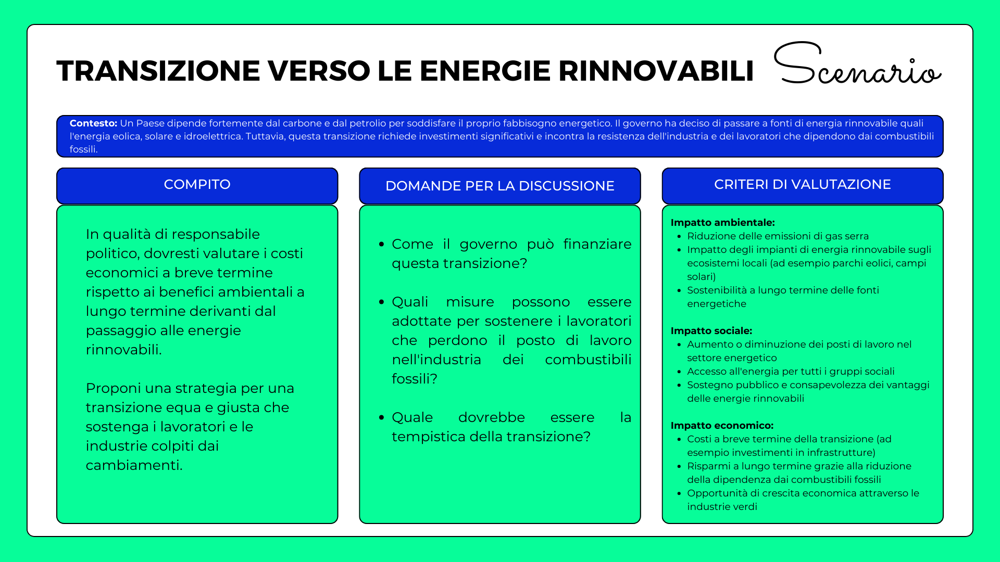 TRANSIZIONE VERSO LE ENERGIE RINNOVABILI
Scenario
Contesto: Un Paese dipende fortemente dal carbone e dal petrolio per soddisfare il proprio fabbisogno energetico. Il governo ha deciso di passare a fonti di energia rinnovabile quali
l'energia eolica, solare e idroelettrica. Tuttavia, questa transizione richiede investimenti significativi e incontra la resistenza dell'industria e dei lavoratori che dipendono dai combustibili
fossili.
COMPITO
In qualità di responsabile
politico, dovresti valutare i costi
economici a breve termine
rispetto ai benefici ambientali a
lungo termine derivanti dal
passaggio alle energie
rinnovabili.
Proponi una strategia per una
transizione equa e giusta che
sostenga i lavoratori e le
industrie colpiti dai
cambiamenti.
DOMANDE PER LA DISCUSSIONE
• Come il governo può finanziare
questa transizione?
• Quali misure possono essere
adottate per sostenere i lavoratori
che perdono il posto di lavoro
nell'industria dei combustibili
fossili?
• Quale dovrebbe essere la
tempistica della transizione?
CRITERI DI VALUTAZIONE
Impatto ambientale:
• Riduzione delle emissioni di gas serra
• Impatto degli impianti di energia rinnovabile sugli
ecosistemi locali (ad esempio parchi eolici, campi
solari)
• Sostenibilità a lungo termine delle fonti
energetiche
Impatto sociale:
• Aumento o diminuzione dei posti di lavoro nel
settore energetico
• Accesso all'energia per tutti i gruppi sociali
• Sostegno pubblico e consapevolezza dei vantaggi
delle energie rinnovabili
Impatto economico:
• Costi a breve termine della transizione (ad
esempio investimenti in infrastrutture)
• Risparmi a lungo termine grazie alla riduzione
della dipendenza dai combustibili fossili
• Opportunità di crescita economica attraverso le
industrie verdi